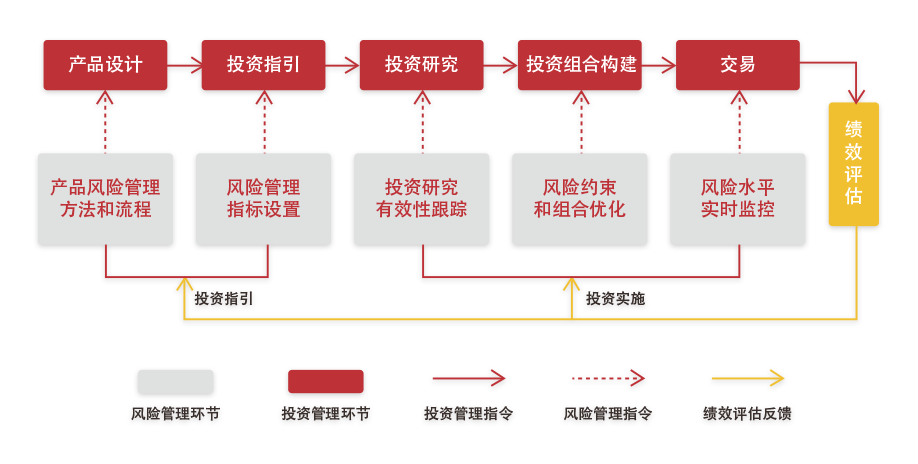 产品设计
投资指引
投资研究
投资组合构建
交易
绩
效
评
估
产品风险管理
方法和流程
风险管理
指标设置
投资研究
有效性跟踪
风险约束
和组合优化
风险水平
实时监控
投资指引
投资实施
风险管理环节
投资管理环节
投资管理指令
风险管理指令
绩效评估反馈